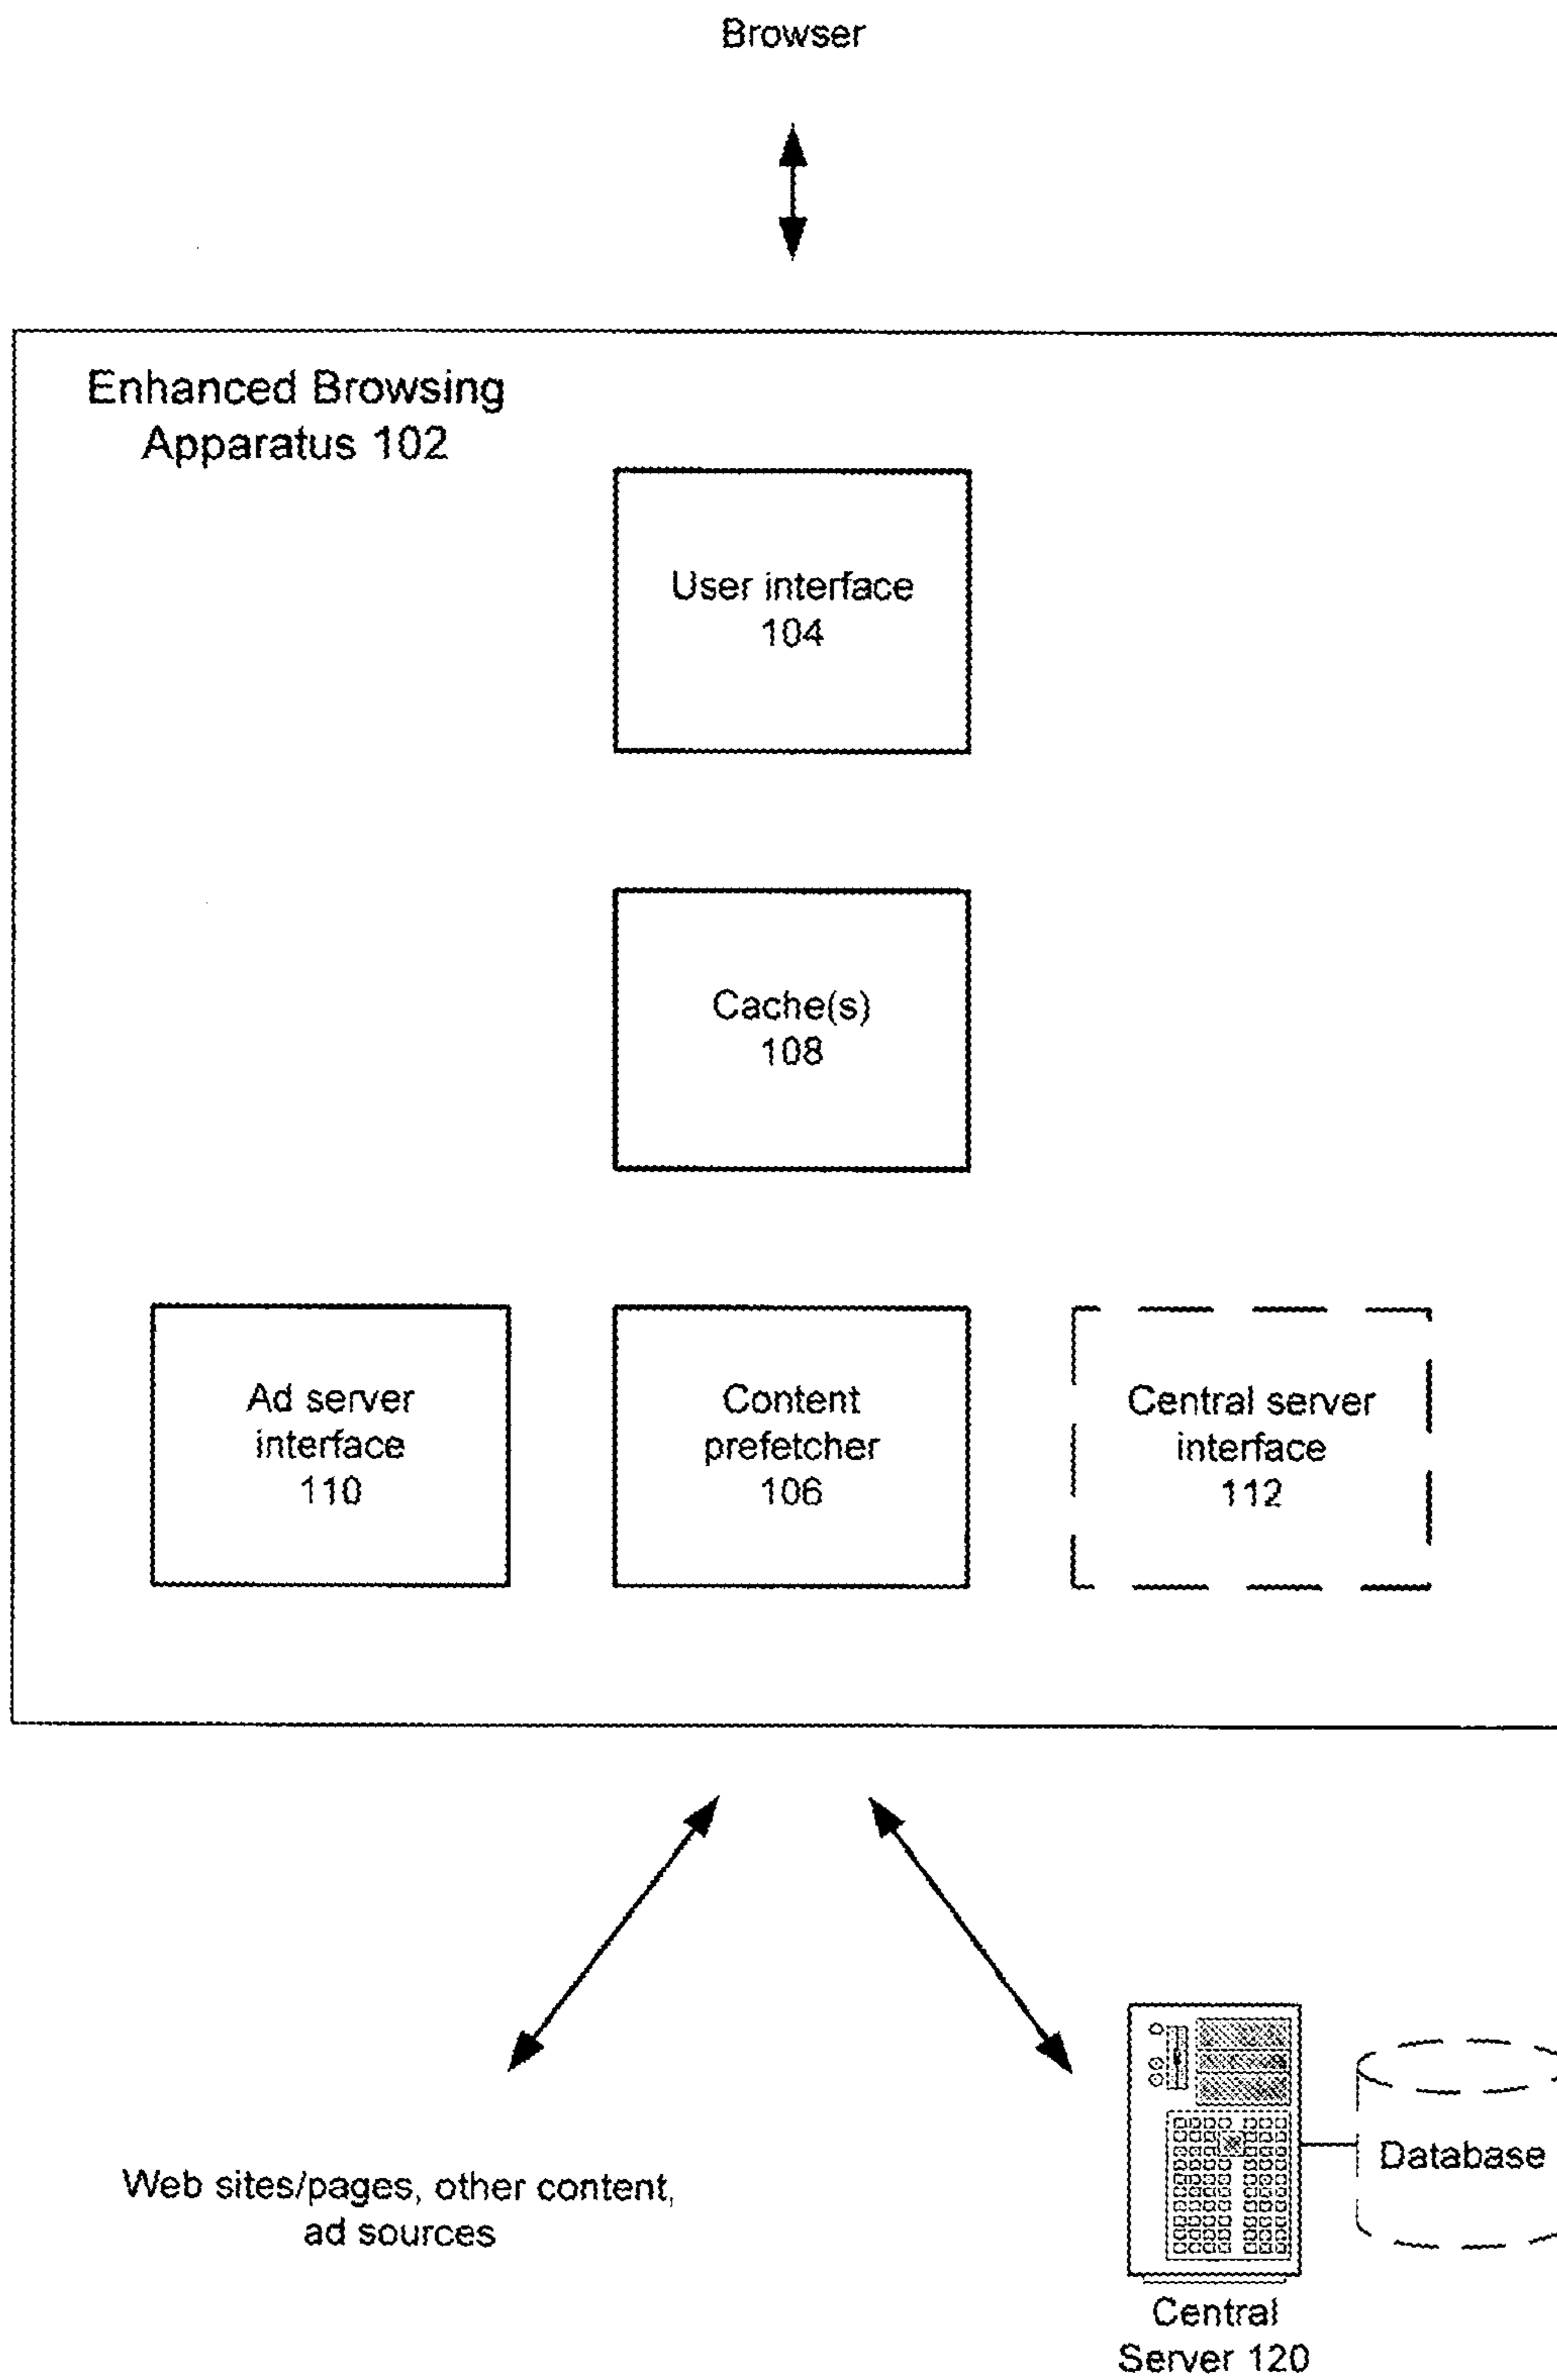 Browser
Enhanced Browsing
Apparatus 102
User interface
104
Cache(s)
108
Ad server
interface
110
Content
prefetcher
106
Central server
interface
112
Web sites/pages, other content,
ad sources
Database
Central
Server 120